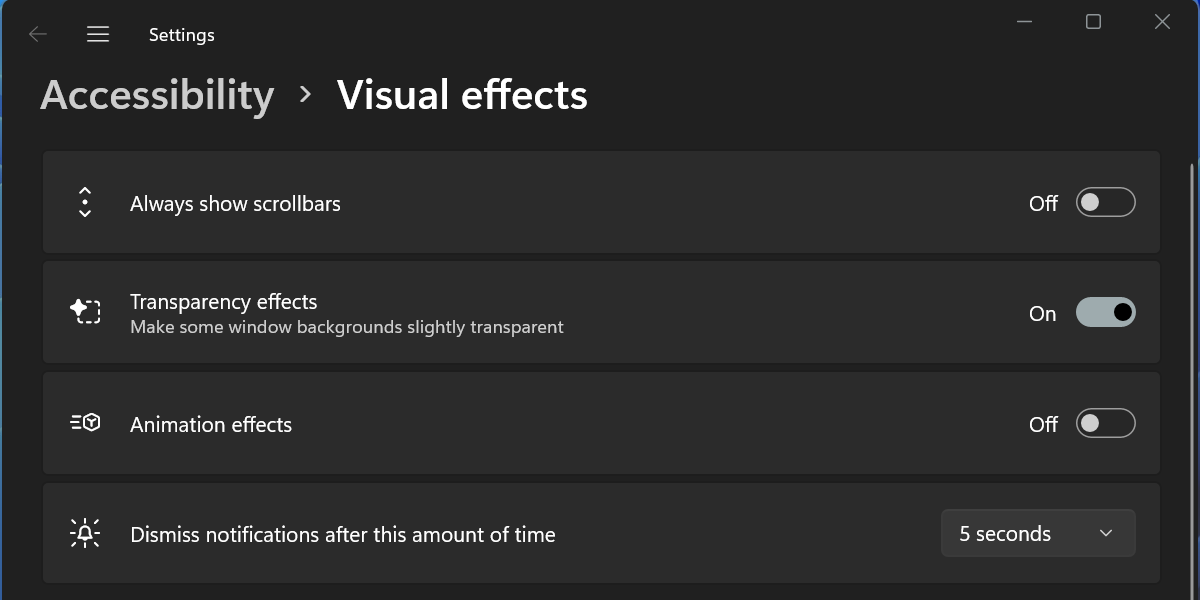 Settings
Accessibility › Visual effects
Always show scrollbars Off
Transparency effects
Make some window backgrounds slightly transparent
On
Animation effects Off
Dismiss notifications after this amount of time 5 seconds